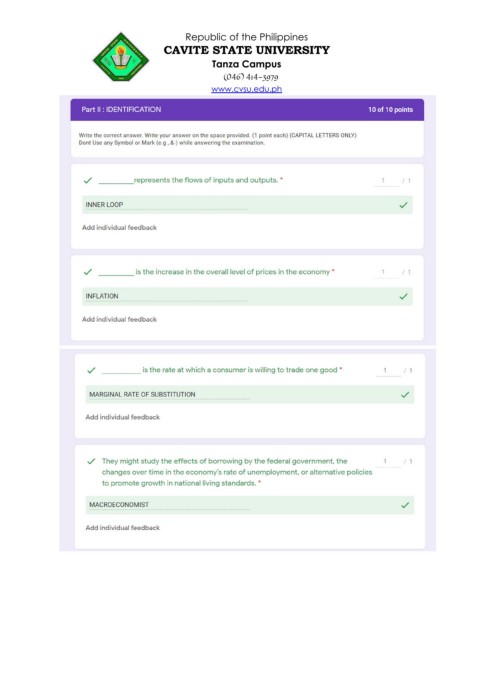 Republic of the Philippines
CAVITE STATE UNIVERSITY
Tanza Campus
(046) 414-3979
www.cvsu.edu.ph
Part II : IDENTIFICATION 10 of 10 points
Write the correct answer. Write your answer on the space provided. (1 point each) (CAPITAL LETTERS ONLY)
Dont Use any Symbol or Mark (e.g ,& ) while answering the examination.
________represents the flows of inputs and outputs. * 1 / 1
INNER LOOP
Add individual feedback
________ is the increase in the overall level of prices in the economy * 1 / 1
INFLATION
Add individual feedback
_________ is the rate at which a consumer is willing to trade one good * 1 / 1
MARGINAL RATE OF SUBSTITUTION
Add individual feedback
They might study the effects of borrowing by the federal government, the 1 / 1
changes over time in the economy's rate of unemployment, or alternative policies
to promote growth in national living standards. *
MACROECONOMIST
Add individual feedback